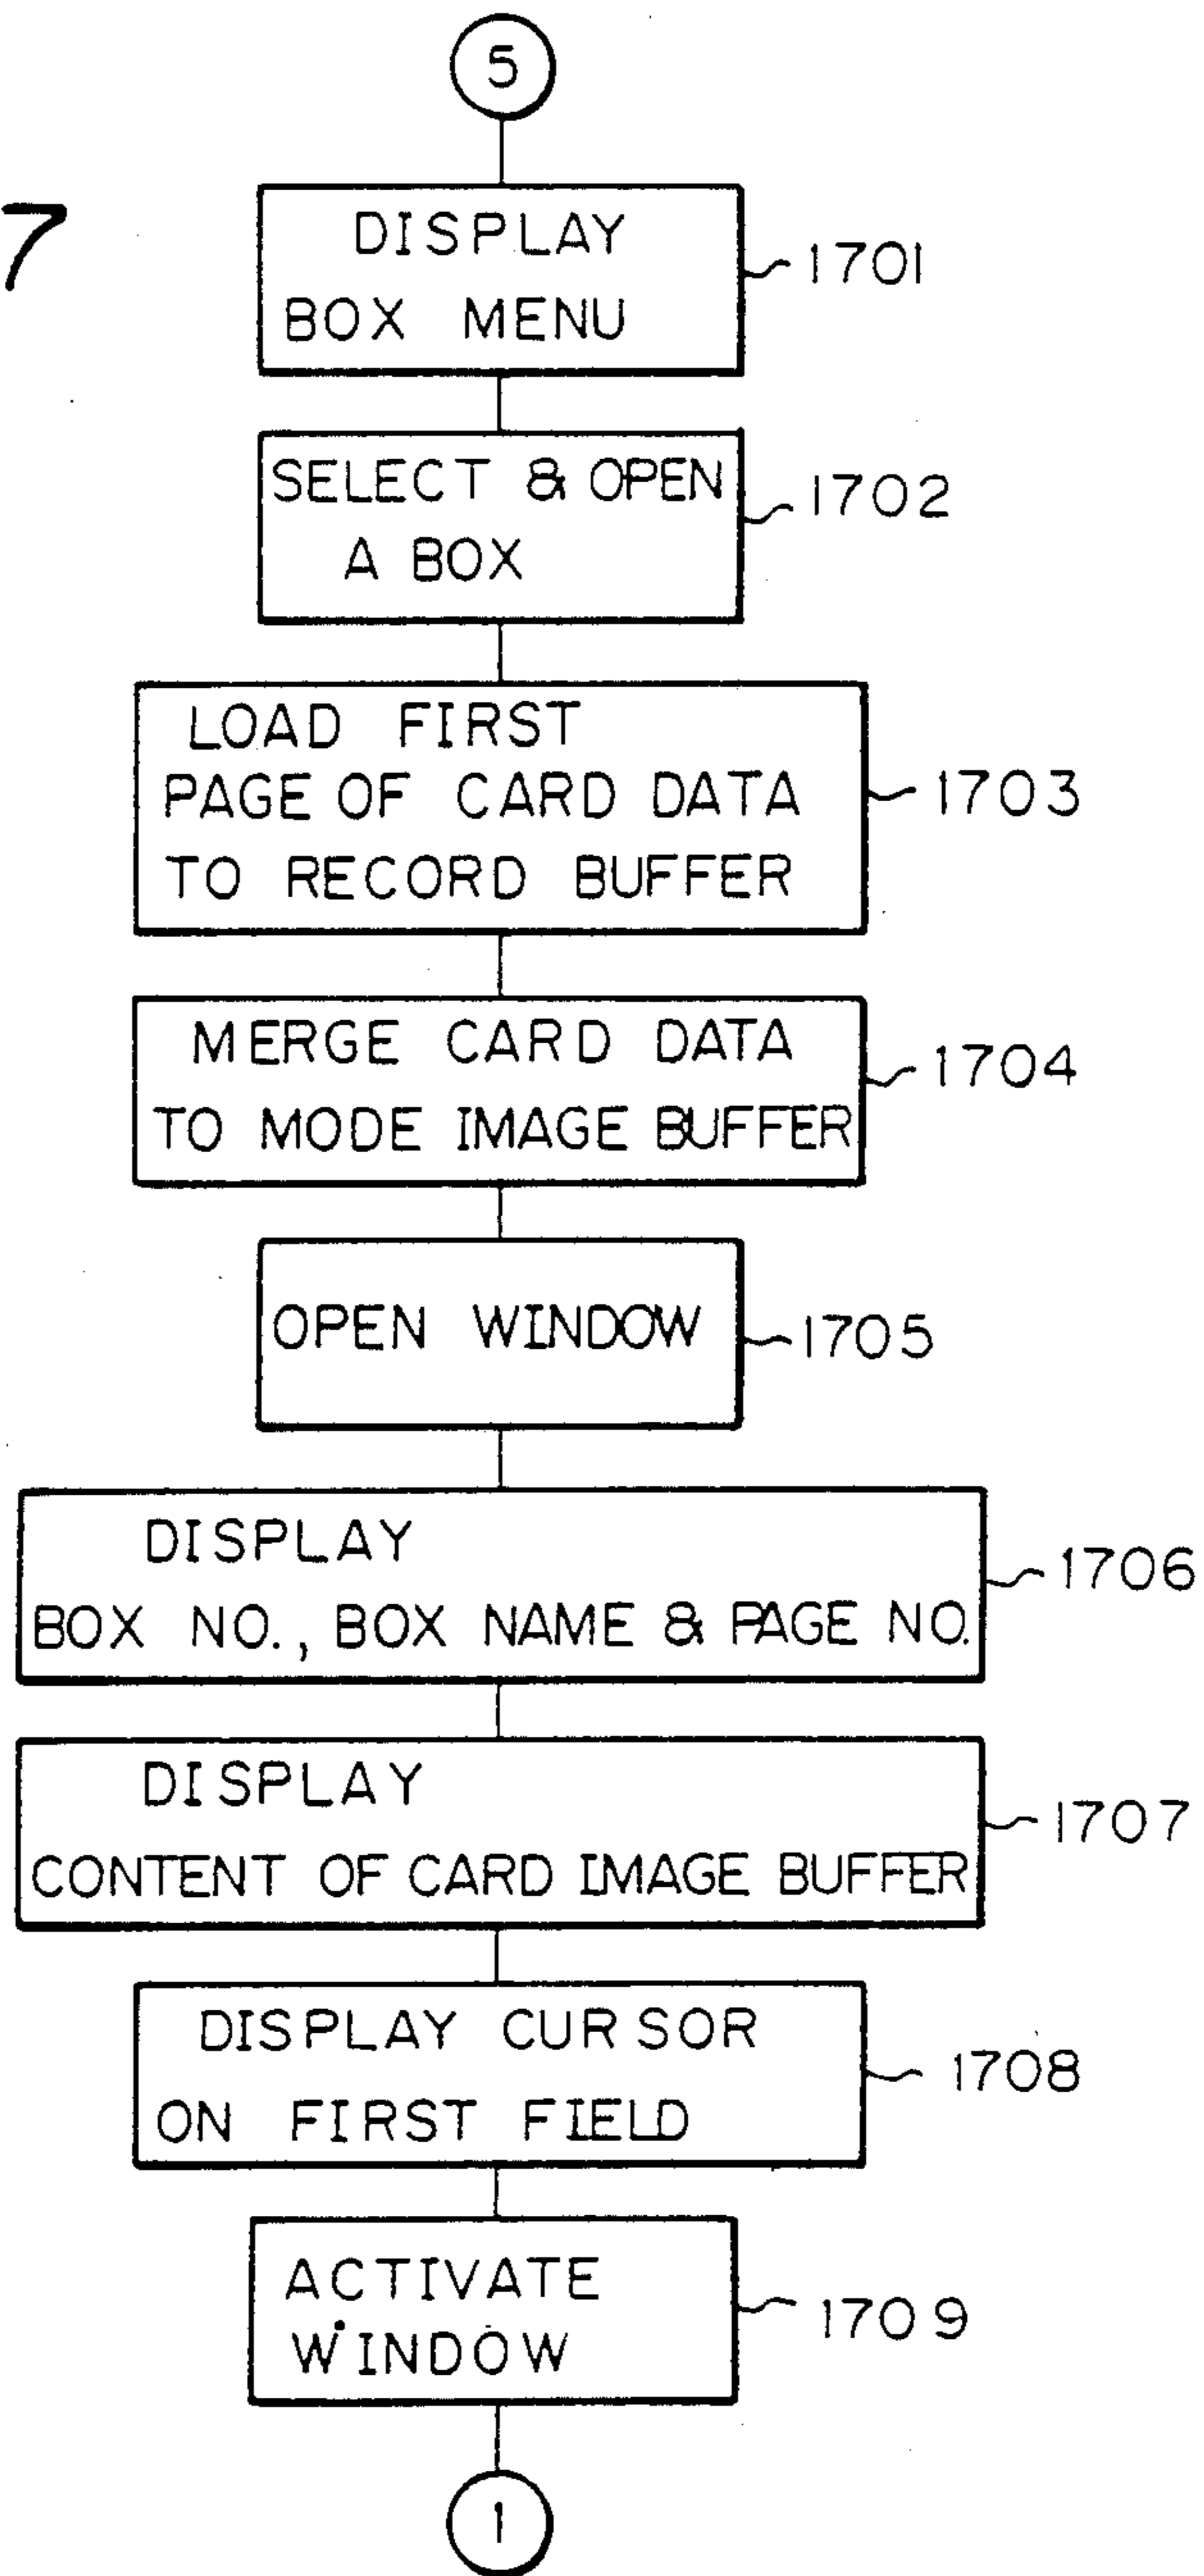 5
7
DISPLAY
BOX MENU
1701
SELECT & OPEN
A BOX
1702
LOAD FIRST
PAGE OF CARD DATA
TO RECORD BUFFER
1703
MERGE CARD DATA
TO MODE IMAGE BUFFER
1704
OPEN WINDOW
1705
DISPLAY
BOX NO., BOX NAME & PAGE NO.
1706
DISPLAY
CONTENT OF CARD IMAGE BUFFER
1707
DISPLAY CURSOR
ON FIRST FIELD
1708
ACTIVATE
WINDOW
1709
1